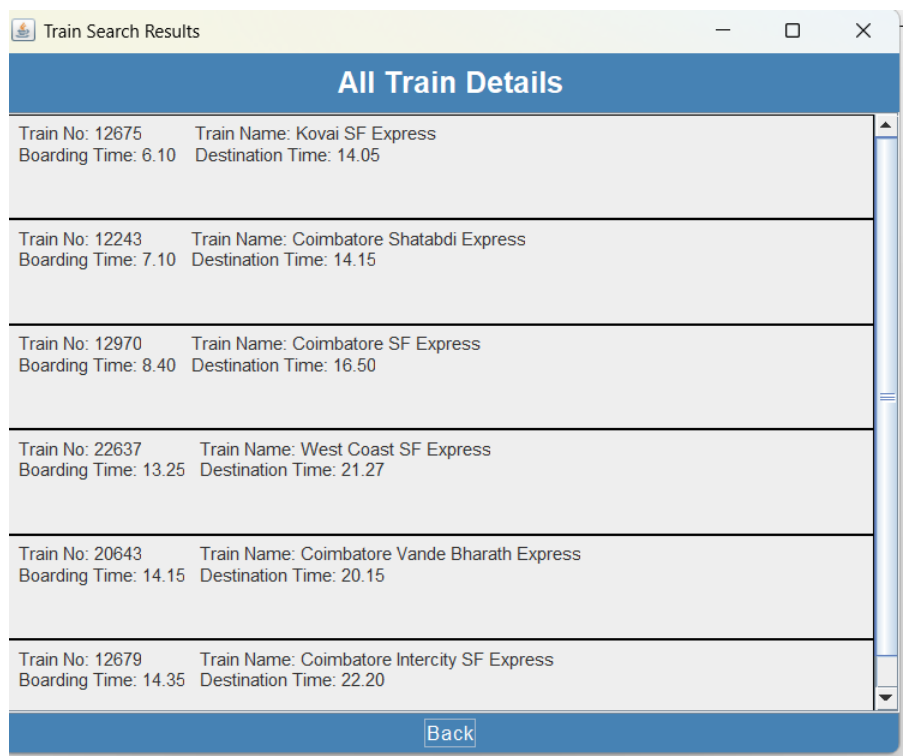 Train Search Results
All Train Details
Train No: 12675 Train Name: Kovai SF Express
Boarding Time: 6.10 Destination Time: 14.05
Train No: 12243 Train Name: Coimbatore Shatabdi Express
Boarding Time: 7.10 Destination Time: 14.15
Train No: 12970 Train Name: Coimbatore SF Express
Boarding Time: 8.40 Destination Time: 16.50
Train No: 22637 Train Name: West Coast SF Express
Boarding Time: 13.25 Destination Time: 21.27
Train No: 20643 Train Name: Coimbatore Vande Bharath Express
Boarding Time: 14.15 Destination Time: 20.15
Train No: 12679 Train Name: Coimbatore Intercity SF Express
Boarding Time: 14.35 Destination Time: 22.20
Back